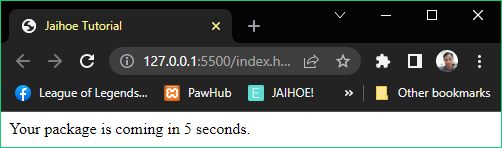 Jaihoe Tutorial
127.0.0.1:5500/index.h...
League of Legends... PawHub E JAIHOE! » Other bookmarks
Your package is coming in 5 seconds.